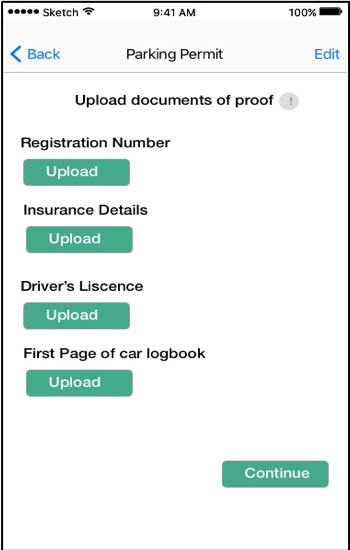 Sketch 9:41 AM 100%
Back Parking Permit Edit
Upload documents of proof !
Registration Number
Upload
Insurance Details
Upload
Driver's Liscence
Upload
First Page of car logbook
Upload
Continue